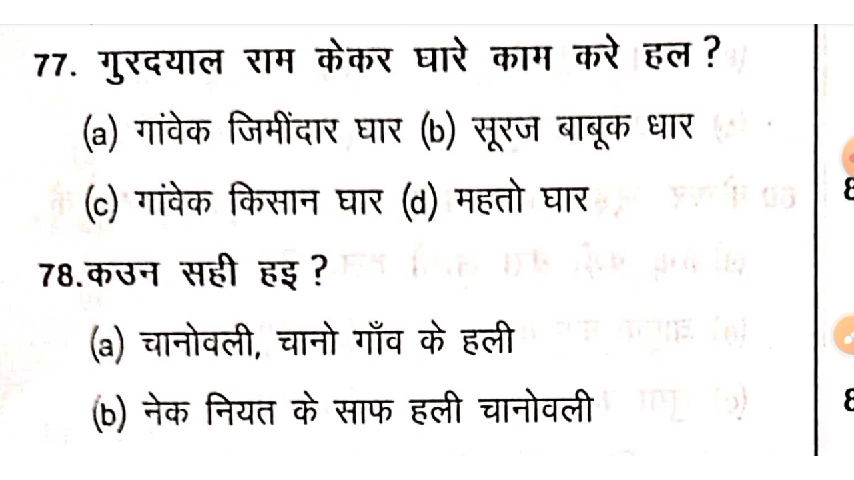 77. गुरदयाल राम केकर घारे काम करे हल ?
(a) गांवेक जिमींदार घार (b) सूरज बाबूक धार
(c) गांवेक किसान घार (d) महतो घार
78.कउन सही हइ ?
(a) चानोवली, चानो गाँव के हली
(b) नेक नियत के साफ हली चानोवली